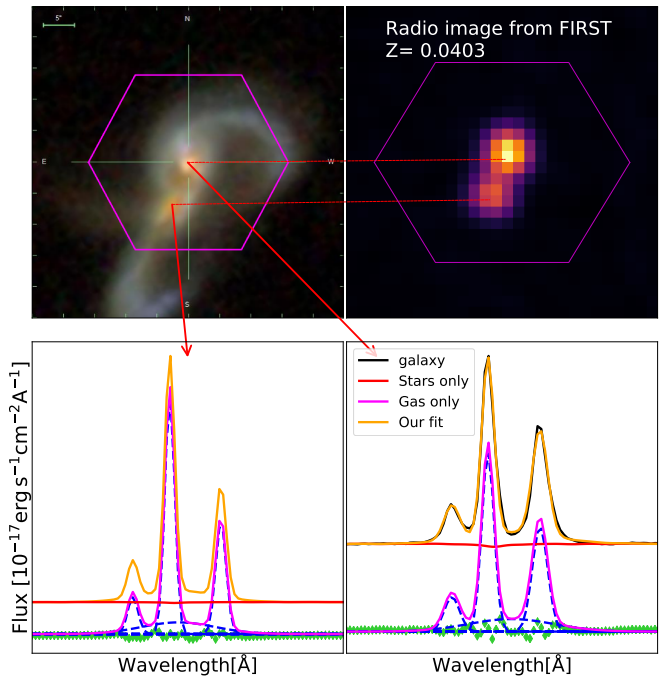 5"
N
E
W
S
Radio image from FIRST
Z= 0.0403
Flux [10⁻¹⁷erg s⁻¹cm⁻²A⁻¹]
galaxy
Stars only
Gas only
Our fit
Wavelength[Å]
Wavelength[Å]